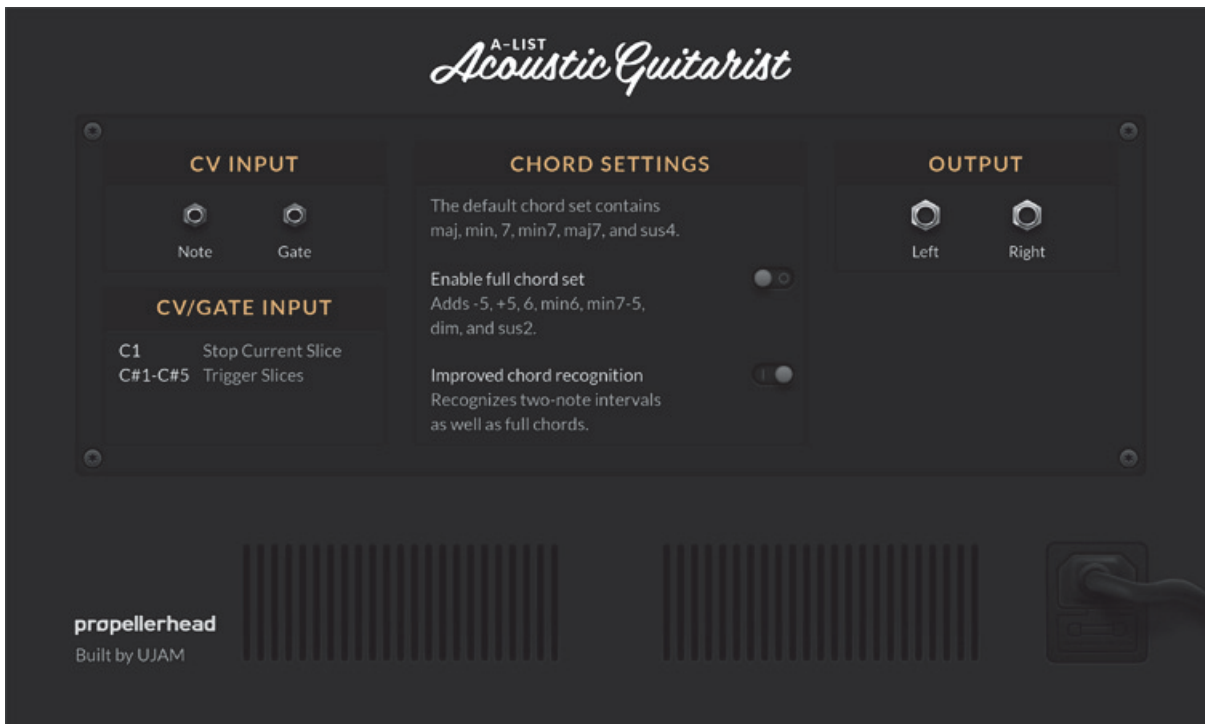 A-LIST
Acoustic Guitarist
CV INPUT
Note
Gate
CV/GATE INPUT
C1 Stop Current Slice
C#1-C#5 Trigger Slices
CHORD SETTINGS
The default chord set contains
maj, min, 7, min7, maj7, and sus4.
Enable full chord set
Adds -5, +5, 6, min6, min7-5,
dim, and sus2.
Improved chord recognition
Recognizes two-note intervals
as well as full chords.
OUTPUT
Left
Right
prøpellerhead
Built by UJAM